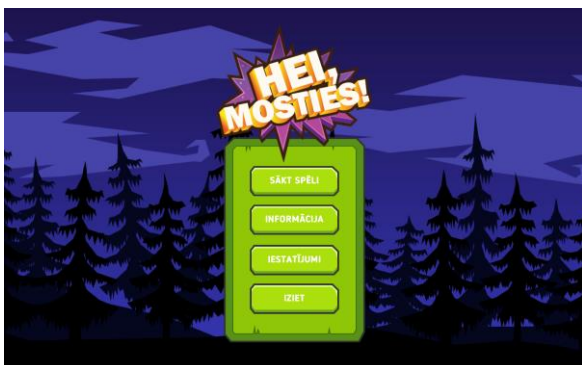 HEI,
MOSTIES!
SĀKT SPĒLI
INFORMĀCIJA
IESTATĪJUMI
IZIET